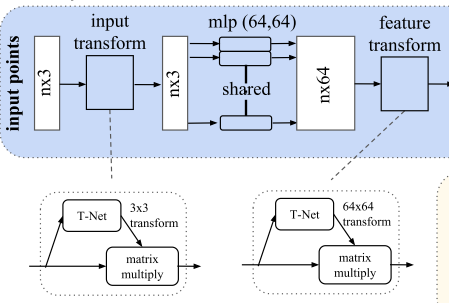 input points
nx3
input
transform
nx3
mlp (64,64)
shared
nx64
feature
transform
T-Net
3x3
transform
matrix
multiply
T-Net
64x64
transform
matrix
multiply